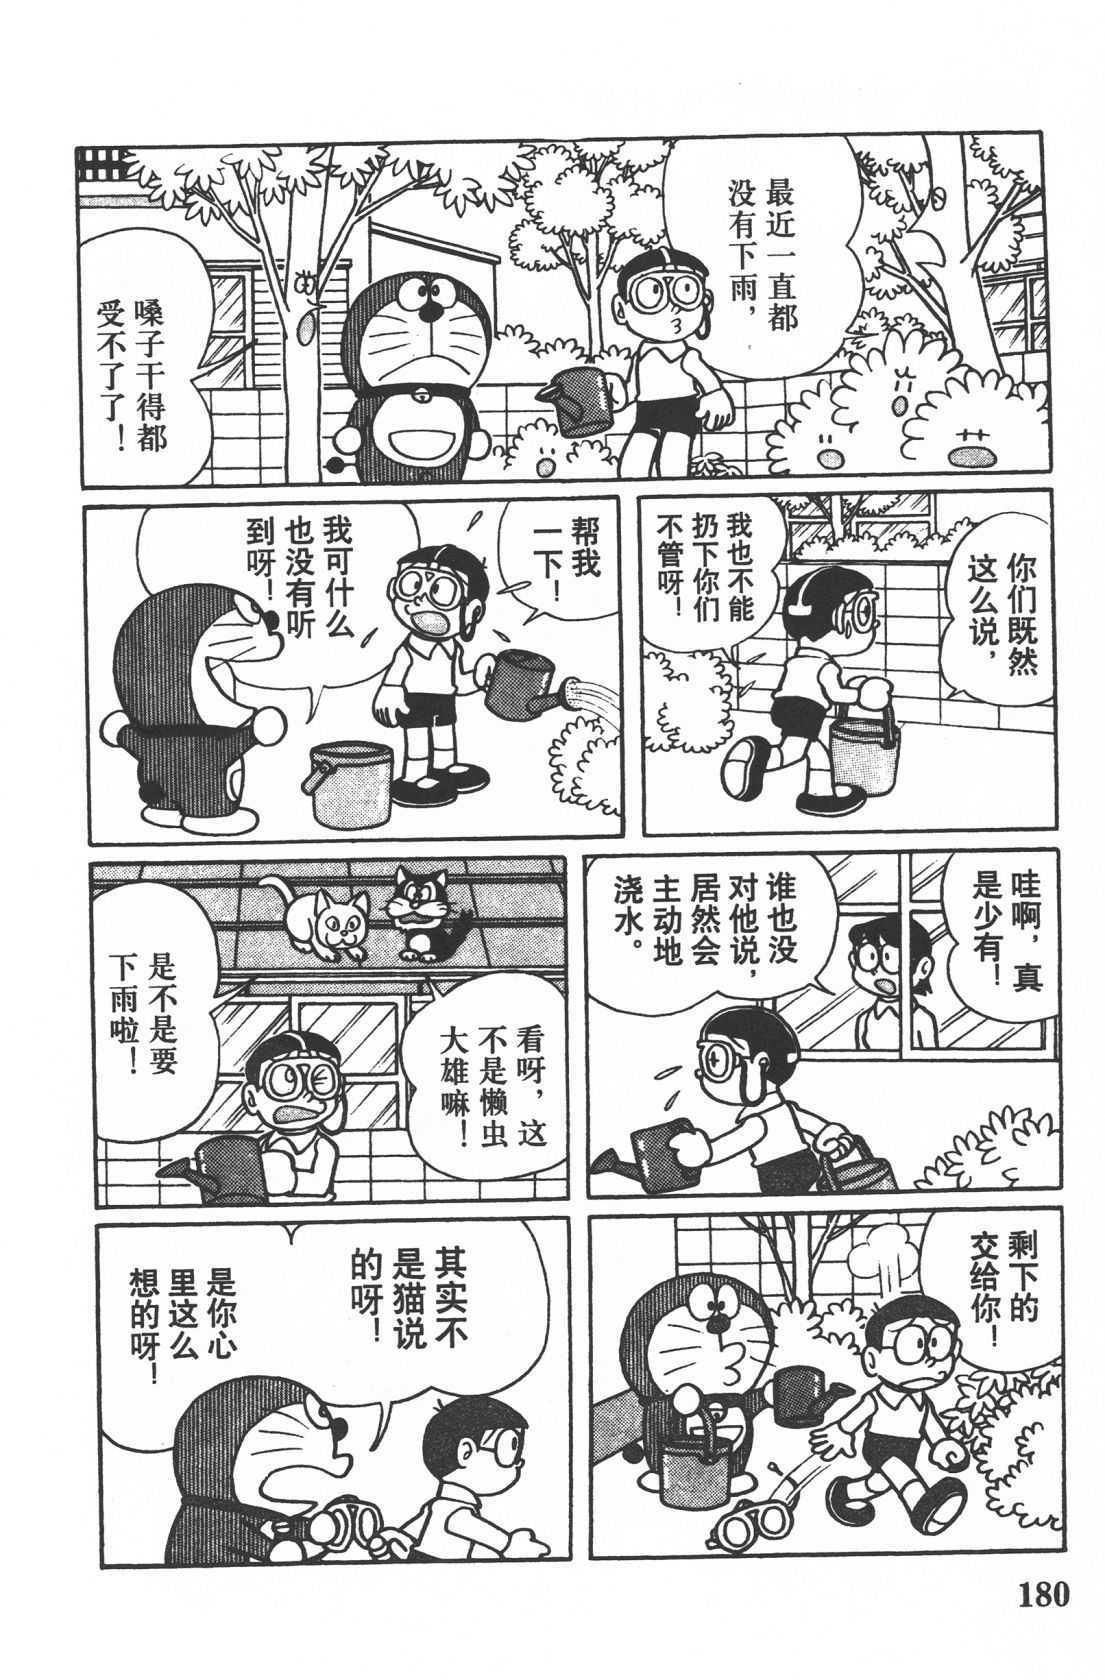 最近一直都
没有下雨，
嗓子干得都
受不了了！
你们既然
这么说，
我也不能
扔下你们
不管呀！
帮我
一下！
我可什么
也没有听
到呀！
哇啊，真
是少有！
谁也没
对他说，
居然会
主动地
浇水。
看呀，这
不是懒虫
大雄嘛！
是不是要
下雨啦！
剩下的
交给你！
其实不
是猫说
的呀！
是你心
里这么
想的呀！
180